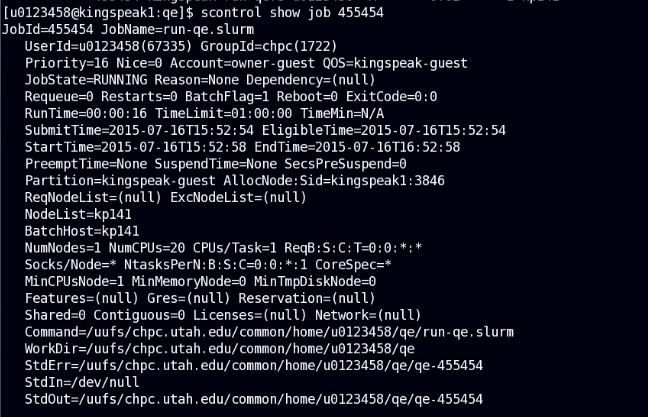 [u0123458@kingspeak1:qe]$ scontrol show job 455454
JobId=455454 JobName=run-qe.slurm
UserId=u0123458(67335) GroupId=chpc(1722)
Priority=16 Nice=0 Account=owner-guest QOS=kingspeak-guest
JobState=RUNNING Reason=None Dependency=(null)
Requeue=0 Restarts=0 BatchFlag=1 Reboot=0 ExitCode=0:0
RunTime=00:00:16 TimeLimit=01:00:00 TimeMin=N/A
SubmitTime=2015-07-16T15:52:54 EligibleTime=2015-07-16T15:52:54
StartTime=2015-07-16T15:52:58 EndTime=2015-07-16T16:52:58
PreemptTime=None SuspendTime=None SecsPreSuspend=0
Partition=kingspeak-guest AllocNode:Sid=kingspeak1:3846
ReqNodeList=(null) ExcNodeList=(null)
NodeList=kp141
BatchHost=kp141
NumNodes=1 NumCPUs=20 CPUs/Task=1 ReqB:S:C:T=0:0:*:*
Socks/Node=* NtasksPerN:B:S:C=0:0:*:1 CoreSpec=*
MinCPUsNode=1 MinMemoryNode=0 MinTmpDiskNode=0
Features=(null) Gres=(null) Reservation=(null)
Shared=0 Contiguous=0 Licenses=(null) Network=(null)
Command=/uufs/chpc.utah.edu/common/home/u0123458/qe/run-qe.slurm
WorkDir=/uufs/chpc.utah.edu/common/home/u0123458/qe
StdErr=/uufs/chpc.utah.edu/common/home/u0123458/qe/qe-455454
StdIn=/dev/null
StdOut=/uufs/chpc.utah.edu/common/home/u0123458/qe/qe-455454